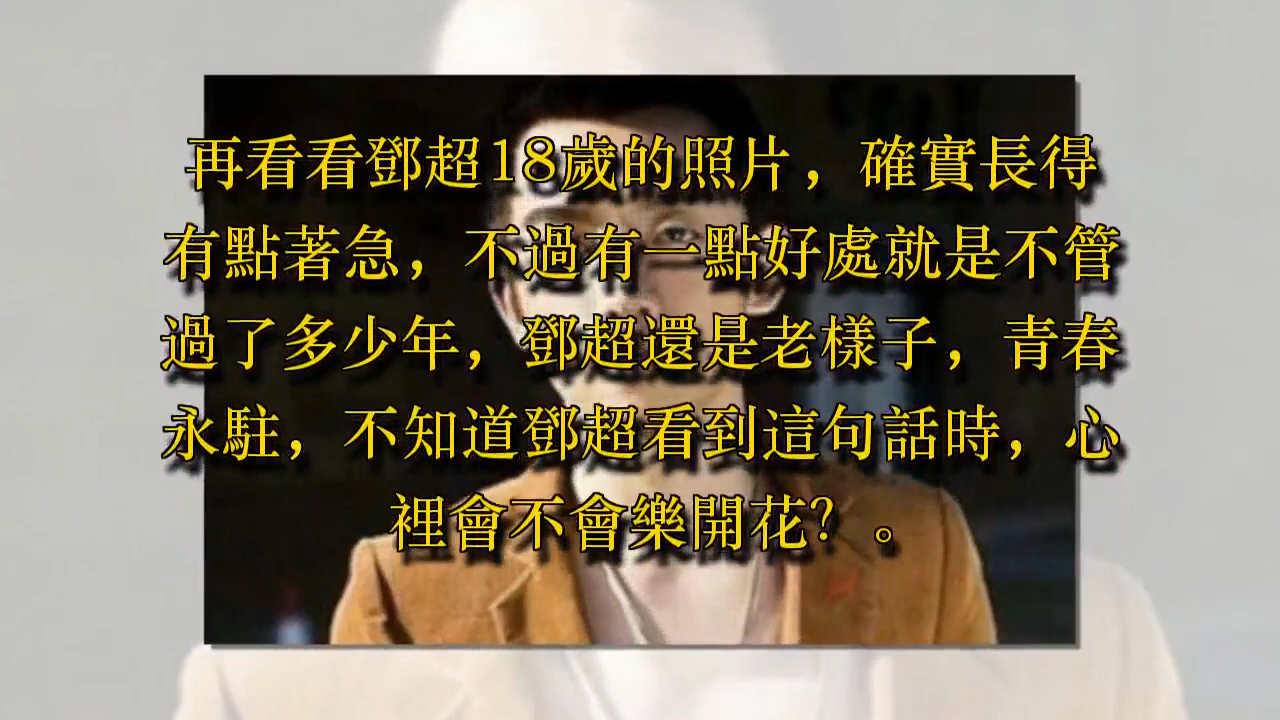 再看看鄧超18歲的照片，確實長得
有點著急，不過有一點好處就是不管
過了多少年，鄧超還是老樣子，青春
永駐，不知道鄧超看到這句話時，心
裡會不會樂開花？。